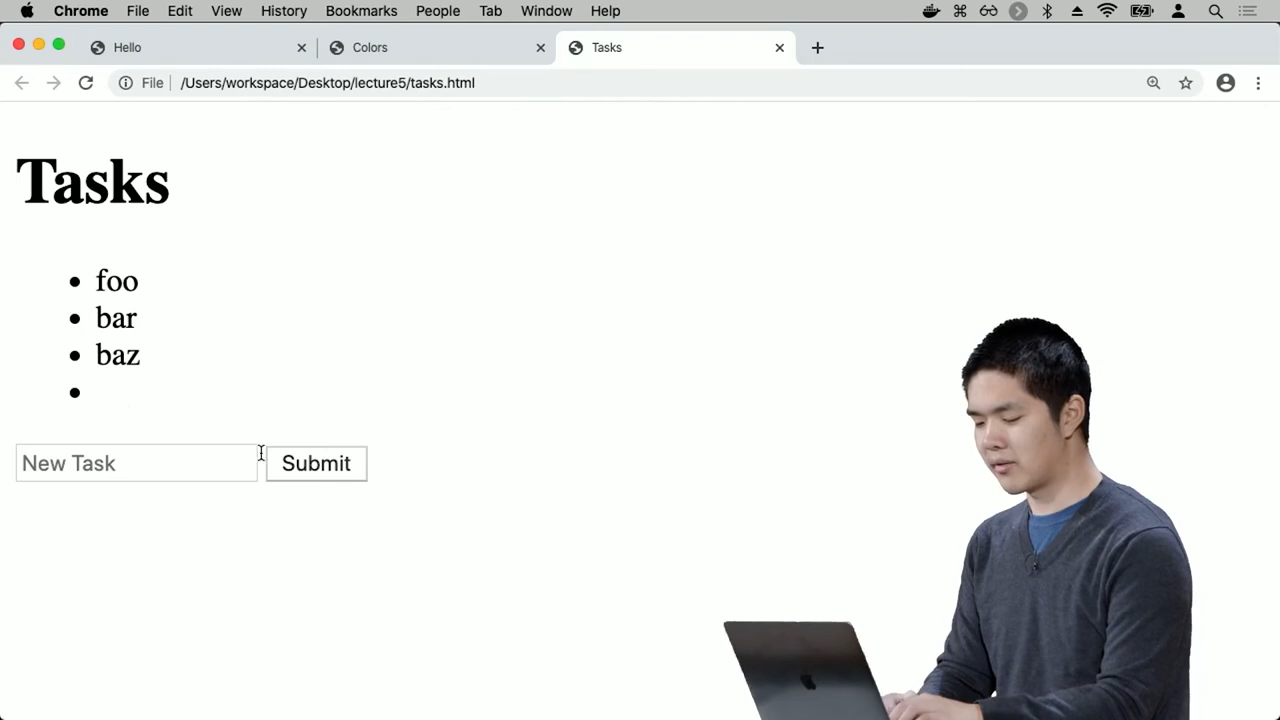 Chrome File Edit View History Bookmarks People Tab Window Help
Hello Colors Tasks
File /Users/workspace/Desktop/lecture5/tasks.html
Tasks
foo
bar
baz
New Task Submit